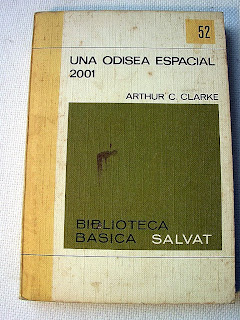 52
UNA ODISEA ESPACIAL
2001
ARTHUR C. CLARKE
BIBLIOTECA
BASICA SALVAT